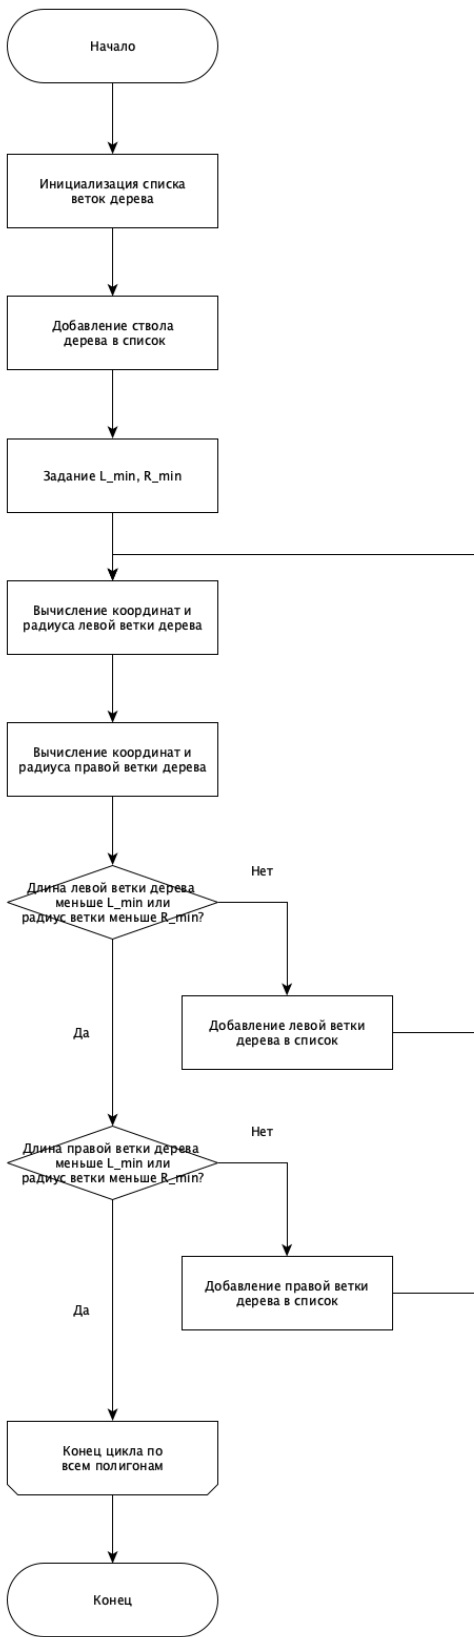 Начало
Инициализация списка
веток дерева
Добавление ствола
дерева в список
Задание L_min, R_min
Вычисление координат и
радиуса левой ветки дерева
Вычисление координат и
радиуса правой ветки дерева
Длина левой ветки дерева
меньше L_min или
радиус ветки меньше R_min?
Нет
Добавление левой ветки
дерева в список
Да
Длина правой ветки дерева
меньше L_min или
радиус ветки меньше R_min?
Нет
Добавление правой ветки
дерева в список
Да
Конец цикла по
всем полигонам
Конец